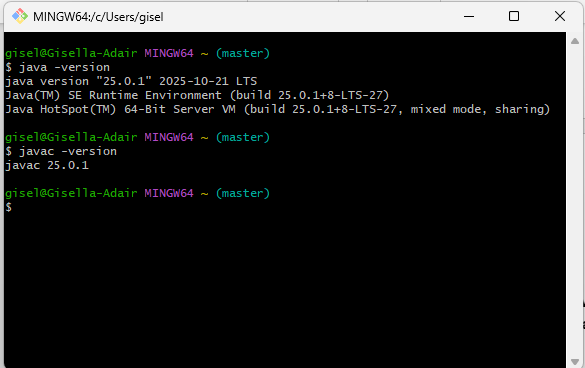 MINGW64:/c/Users/gisel
gisel@Gisella-Adair MINGW64 ~ (master)
$ java -version
java version "25.0.1" 2025-10-21 LTS
Java(TM) SE Runtime Environment (build 25.0.1+8-LTS-27)
Java HotSpot(TM) 64-Bit Server VM (build 25.0.1+8-LTS-27, mixed mode, sharing)
gisel@Gisella-Adair MINGW64 ~ (master)
$ javac -version
javac 25.0.1
gisel@Gisella-Adair MINGW64 ~ (master)
$